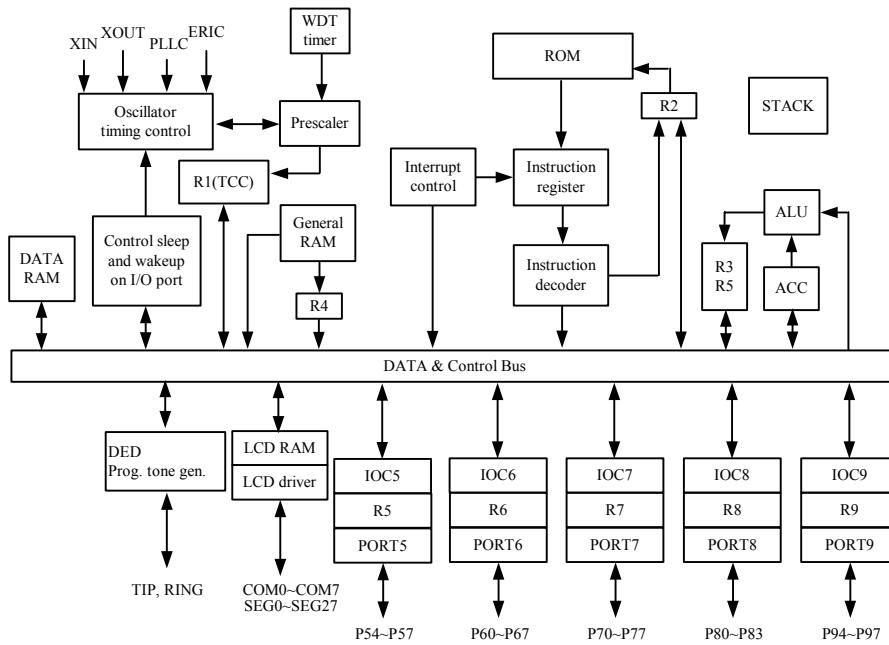 XIN
XOUT
PLLC
ERIC
WDT
timer
Oscillator
timing control
Prescaler
R1(TCC)
ROM
R2
STACK
Interrupt
control
Instruction
register
Instruction
decoder
DATA
RAM
Control sleep
and wakeup
on I/O port
General
RAM
R4
ALU
R3
R5
ACC
DATA & Control Bus
DED
Prog. tone gen.
LCD RAM
LCD driver
IOC5
R5
PORT5
IOC6
R6
PORT6
IOC7
R7
PORT7
IOC8
R8
PORT8
IOC9
R9
PORT9
TIP, RING
COM0~COM7
SEG0~SEG27
P54~P57
P60~P67
P70~P77
P80~P83
P94~P97